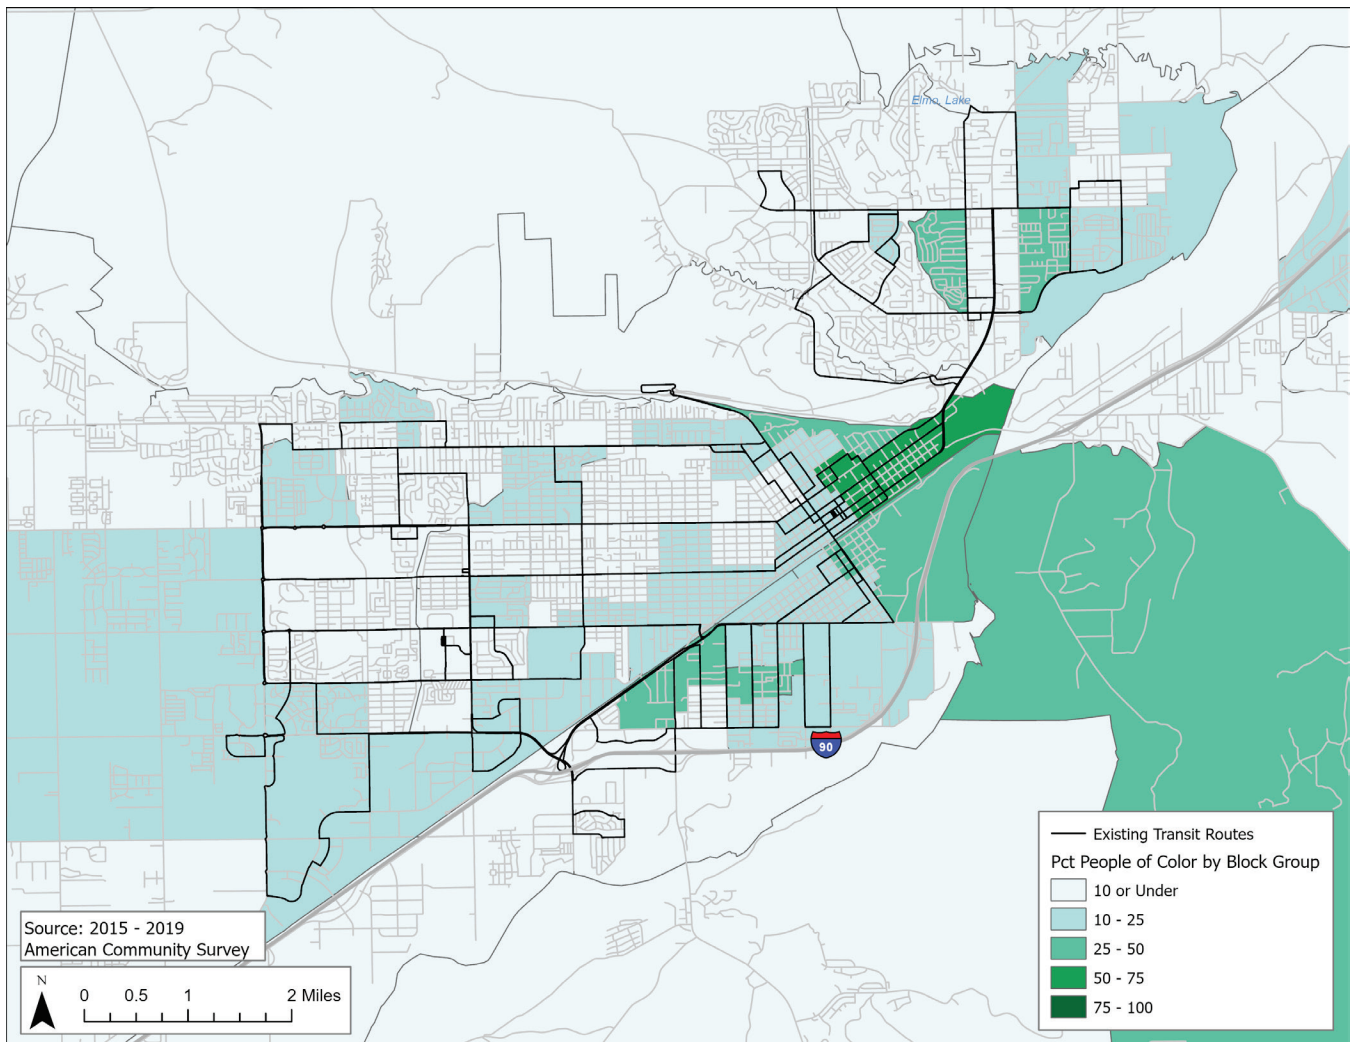 Elmo, Lake
90
Existing Transit Routes
Pct People of Color by Block Group
10 or Under
10 - 25
25 - 50
50 - 75
75 - 100
Source: 2015 - 2019
American Community Survey
N
0 0.5 1 2 Miles